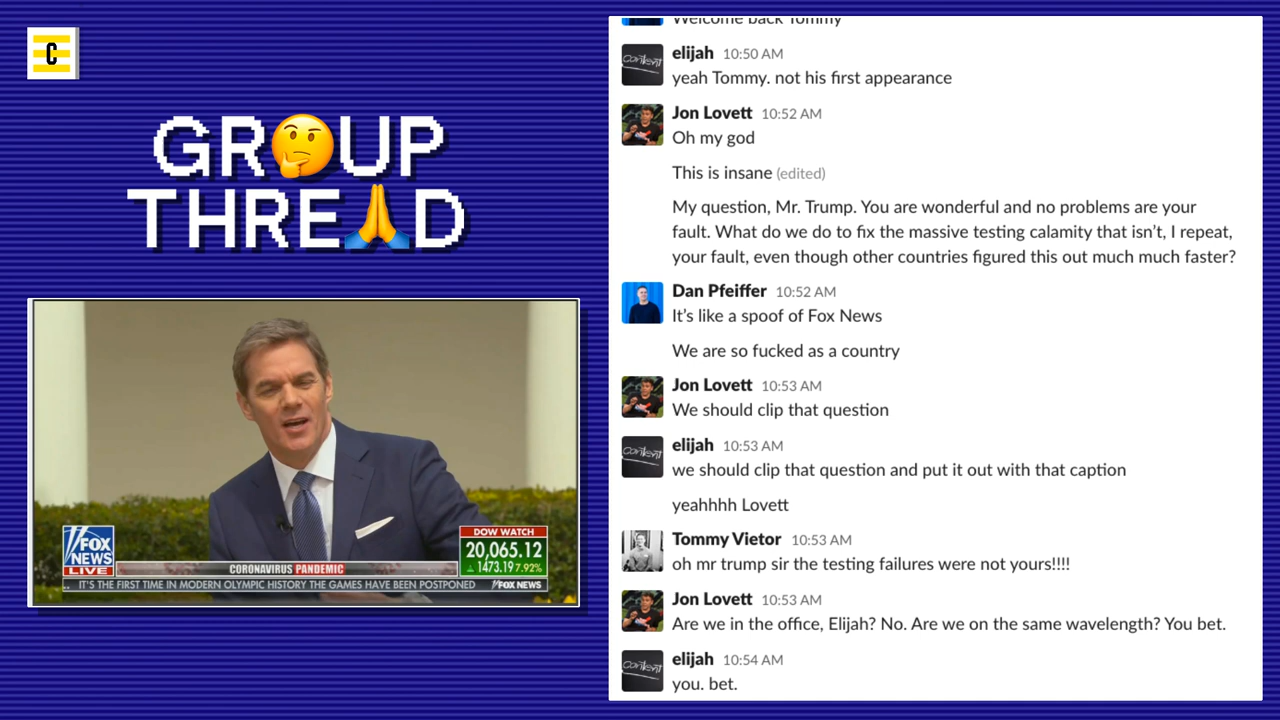 C
GR🤔UP
THRE🙏D
FOX
NEWS
LIVE
CORONAVIRUS PANDEMIC
DOW WATCH
20,065.12
1473.19 7.92%
.. IT'S THE FIRST TIME IN MODERN OLYMPIC HISTORY THE GAMES HAVE BEEN POSTPONED
FOX NEWS
Welcome back Tommy
elijah 10:50 AM
yeah Tommy. not his first appearance
Jon Lovett 10:52 AM
Oh my god
This is insane (edited)
My question, Mr. Trump. You are wonderful and no problems are your
fault. What do we do to fix the massive testing calamity that isn't, I repeat,
your fault, even though other countries figured this out much much faster?
Dan Pfeiffer 10:52 AM
It's like a spoof of Fox News
We are so fucked as a country
Jon Lovett 10:53 AM
We should clip that question
content
elijah 10:53 AM
we should clip that question and put it out with that caption
yeahhhh Lovett
Tommy Vietor 10:53 AM
oh mr trump sir the testing failures were not yours!!!!
Jon Lovett 10:53 AM
Are we in the office, Elijah? No. Are we on the same wavelength? You bet.
content
elijah 10:54 AM
you. bet.